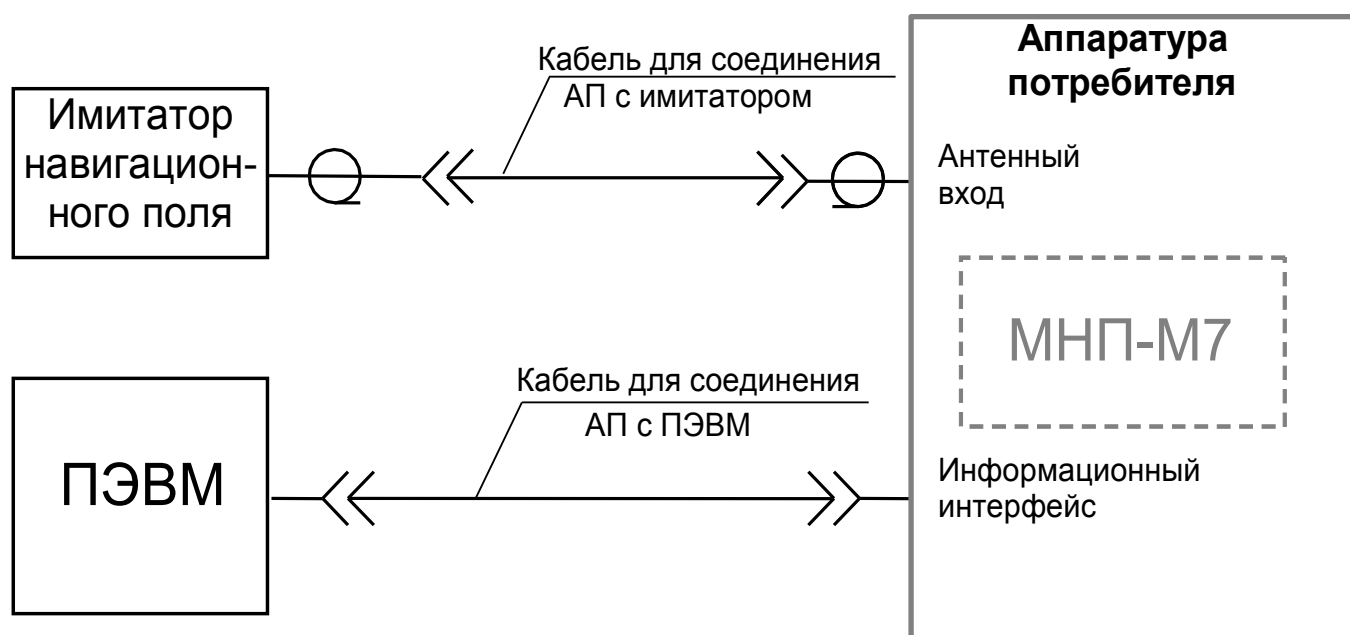 Аппаратура
потребителя
Кабель для соединения
АП с имитатором
Имитатор
навигацион-
ного поля
Антенный
вход
МНП-М7
Кабель для соединения
АП с ПЭВМ
ПЭВМ
Информационный
интерфейс